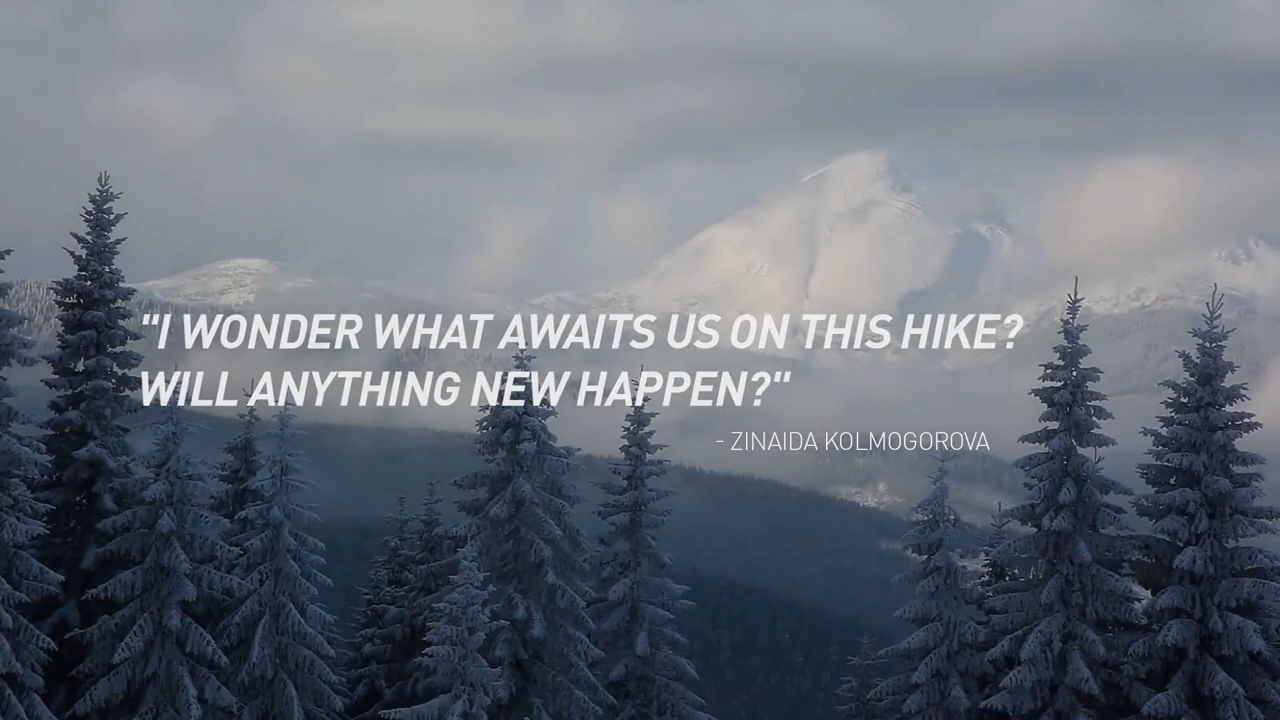 "I WONDER WHAT AWAITS US ON THIS HIKE?
WILL ANYTHING NEW HAPPEN?"
- ZINAIDA KOLMOGOROVA